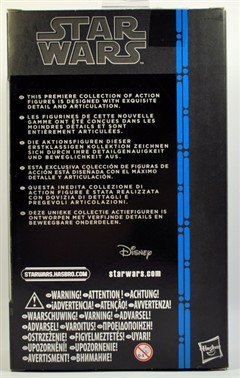 STAR
WARS
THIS PREMIERE COLLECTION OF ACTION
FIGURES IS DESIGNED WITH EXQUISITE
DETAIL AND ARTICULATION.
LES FIGURINES DE CETTE NOUVELLE
GAMME ONT ÉTÉ CONÇUES DANS LES
MOINDRES DÉTAILS ET SONT
ENTIÈREMENT ARTICULÉES.
DIE AKTIONSFIGUREN DIESER
ERSTKLASSIGEN KOLLEKTION ZEICHNEN
SICH DURCH IHRE DETAILGENAUIGKEIT
UND BEWEGLICHKEIT AUS.
ESTA EXCLUSIVA COLECCIÓN DE FIGURAS DE
ACCIÓN ESTÁ DISEÑADA CON EL MÁXIMO
DETALLE Y ARTICULACIÓN.
QUESTA INEDITA COLLEZIONE DI
ACTION FIGURE È STATA REALIZZATA
CON DOVIZIA DI DETTAGLI E
PREGEVOLI ARTICOLAZIONI.
DEZE UNIEKE COLLECTIE ACTIEFIGUREN IS
ONTWORPEN MET VERFIJNDE DETAILS EN
BEWEEGBARE ONDERDELEN.
Disney
STARWARS.HASBRO.COM
starwars.com
WARNING! ATTENTION! ACHTUNG!
¡ADVERTENCIA! ATENÇÃO! AVVERTENZA!
WAARSCHUWING! VARNING! ADVARSEL!
ADVARSEL! VAROITUS! ΠΡΟΕΙΔΟΠΟΙΗΣΗ!
OSTRZEŻENIE! FIGYELMEZTETÉS! UYARI!
UPOZORNĚNÍ! UPOZORNENIE!
AVERTISMENT! ВНИМАНИЕ!
0-3
Hasbro